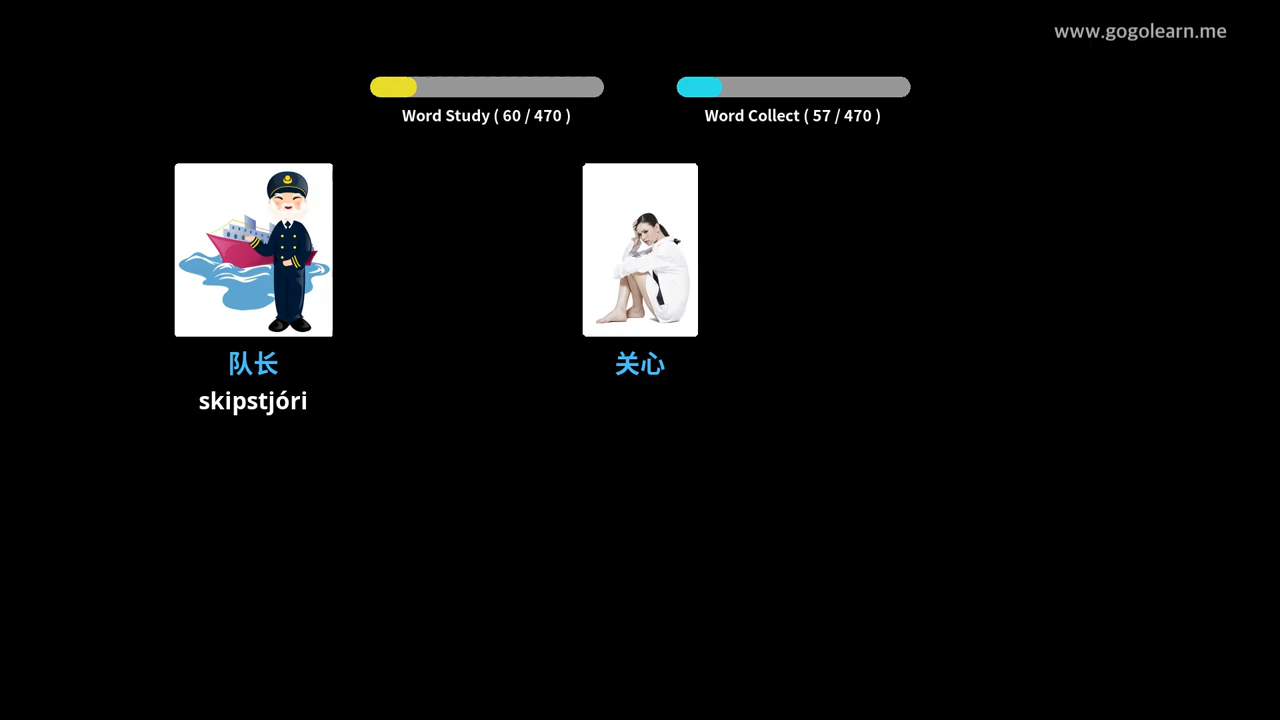 www.gogolearn.me
Word Study ( 60 / 470 )
Word Collect ( 57 / 470 )
队长
skipstjóri
关心